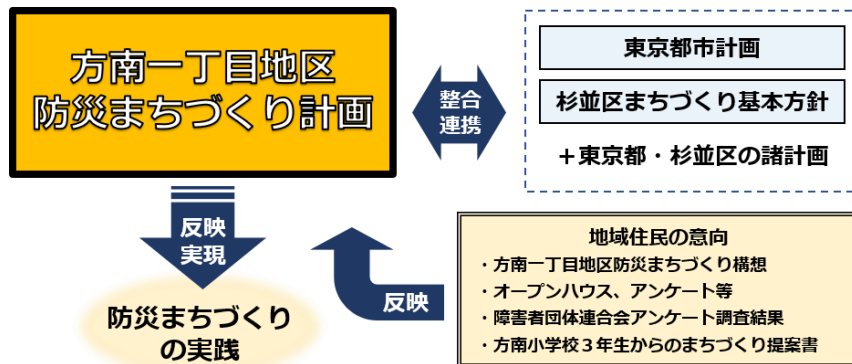 方南一丁目地区
防災まちづくり計画
整合
連携
東京都市計画
杉並区まちづくり基本方針
＋東京都・杉並区の諸計画
反映
実現
防災まちづくり
の実践
反映
地域住民の意向
・方南一丁目地区防災まちづくり構想
・オープンハウス、アンケート等
・障害者団体連合会アンケート調査結果
・方南小学校３年生からのまちづくり提案書